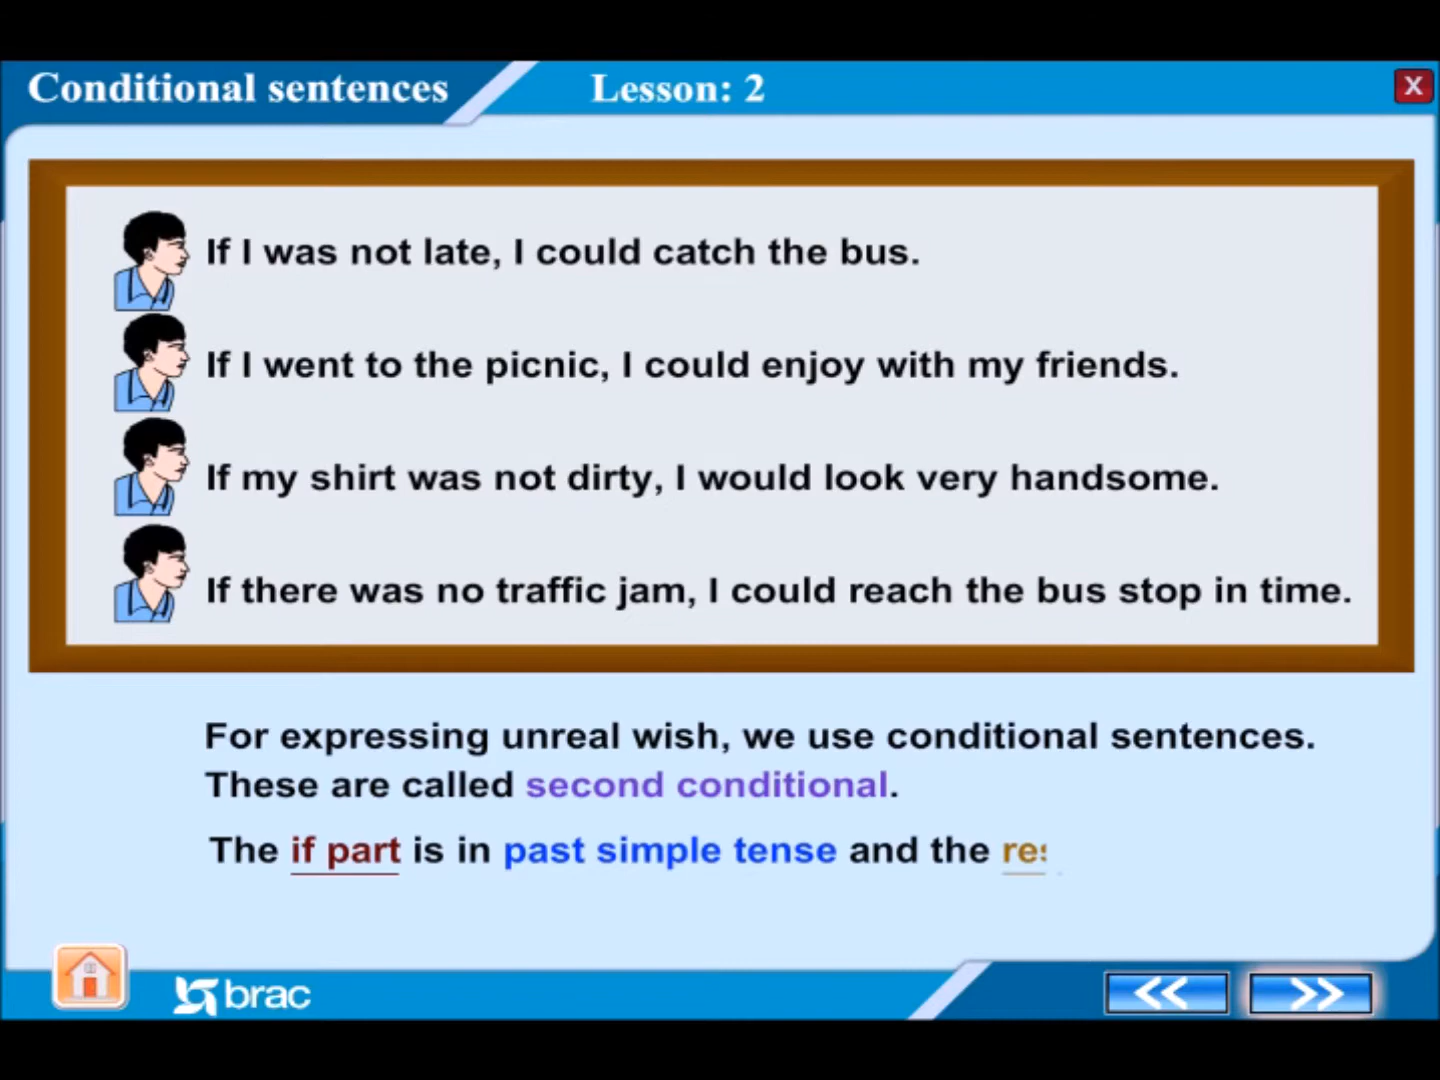 Conditional sentences
Lesson: 2
X
If I was not late, I could catch the bus.
If I went to the picnic, I could enjoy with my friends.
If my shirt was not dirty, I would look very handsome.
If there was no traffic jam, I could reach the bus stop in time.
For expressing unreal wish, we use conditional sentences.
These are called second conditional.
The if part is in past simple tense and the
brac